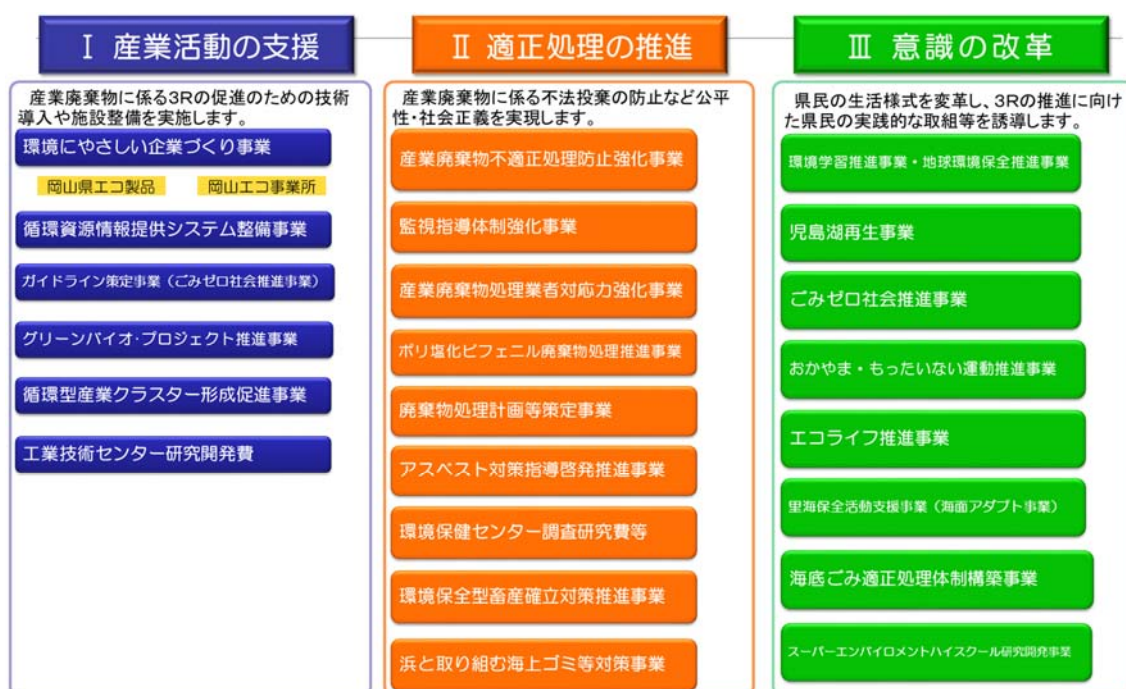 Ⅰ 産業活動の支援
産業廃棄物に係る3Rの促進のための技術
導入や施設整備を実施します。
環境にやさしい企業づくり事業
岡山県エコ製品
岡山エコ事業所
循環資源情報提供システム整備事業
ガイドライン策定事業（ごみゼロ社会推進事業）
グリーンバイオ・プロジェクト推進事業
循環型産業クラスター形成促進事業
工業技術センター研究開発費
Ⅱ 適正処理の推進
産業廃棄物に係る不法投棄の防止など公平
性・社会正義を実現します。
産業廃棄物不適正処理防止強化事業
監視指導体制強化事業
産業廃棄物処理業者対応力強化事業
ポリ塩化ビフェニル廃棄物処理推進事業
廃棄物処理計画等策定事業
アスベスト対策指導啓発推進事業
環境保健センター調査研究費等
環境保全型畜産確立対策推進事業
浜と取り組む海上ゴミ等対策事業
Ⅲ 意識の改革
県民の生活様式を変革し、3Rの推進に向け
た県民の実践的な取組等を誘導します。
環境学習推進事業・地球環境保全推進事業
児島湖再生事業
ごみゼロ社会推進事業
おかやま・もったいない運動推進事業
エコライフ推進事業
里海保全活動支援事業（海面アダプト事業）
海底ごみ適正処理体制構築事業
スーパーエンバイロメントハイスクール研究開発事業